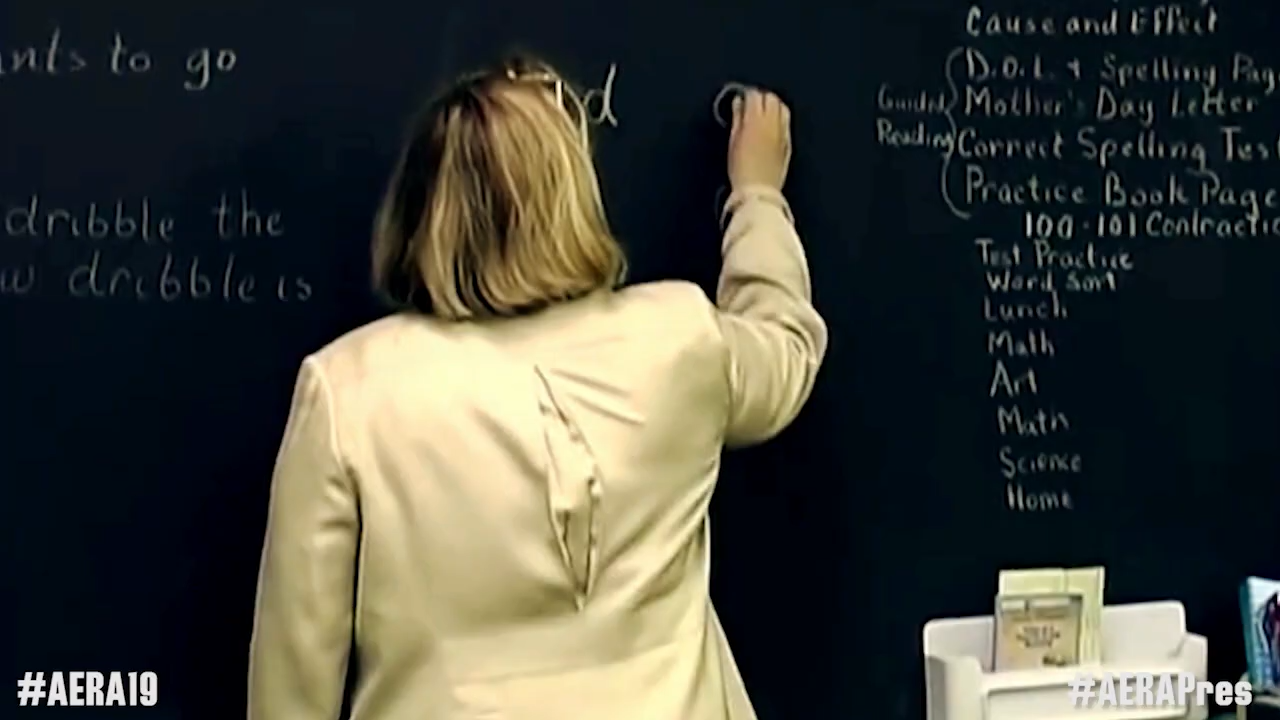 Cause and Effect
D.O.L. + Spelling Pag
Guided
Mother's Day Letter
Reading
Correct Spelling Tes
Practice Book Page
100-101 Contractio
Test Practice
Word Sort
Lunch
Math
Art
Math
Science
Home
nts to go
d
dribble the
w dribble is
#AERA19
#AERAPres